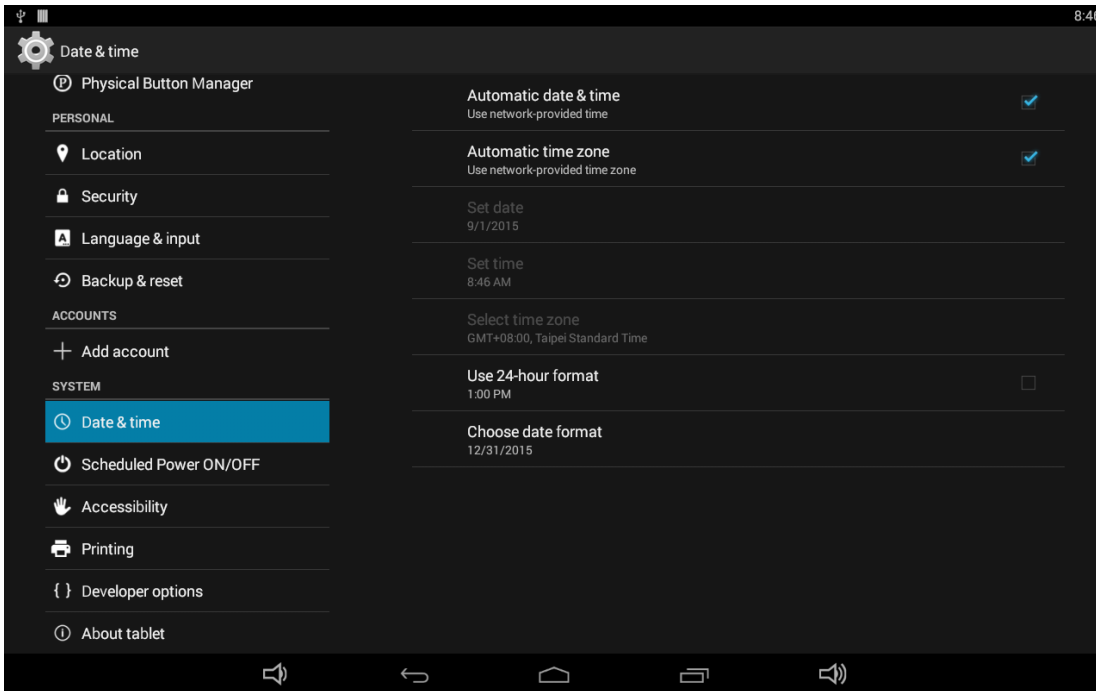 8:46
Date & time
Physical Button Manager
PERSONAL
Location
Security
Language & input
Backup & reset
ACCOUNTS
Add account
SYSTEM
Date & time
Scheduled Power ON/OFF
Accessibility
Printing
Developer options
About tablet
Automatic date & time
Use network-provided time
Automatic time zone
Use network-provided time zone
Set date
9/1/2015
Set time
8:46 AM
Select time zone
GMT+08:00, Taipei Standard Time
Use 24-hour format
1:00 PM
Choose date format
12/31/2015